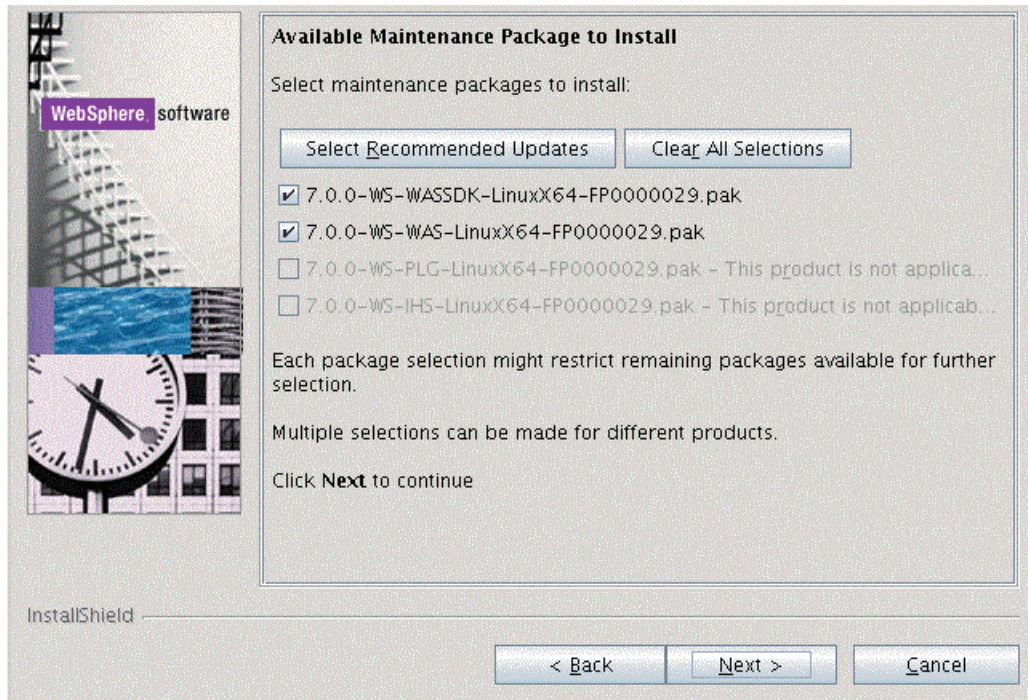 Available Maintenance Package to Install
Select maintenance packages to install:
WebSphere software
Select Recommended Updates
Clear All Selections
7.0.0-WS-WASSDK-LinuxX64-FP0000029.pak
7.0.0-WS-WAS-LinuxX64-FP0000029.pak
7.0.0-WS-PLG-LinuxX64-FP0000029.pak - This product is not applica...
7.0.0-WS-IHS-LinuxX64-FP0000029.pak - This product is not applicab...
Each package selection might restrict remaining packages available for further
selection.
Multiple selections can be made for different products.
Click Next to continue
InstallShield
< Back
Next >
Cancel